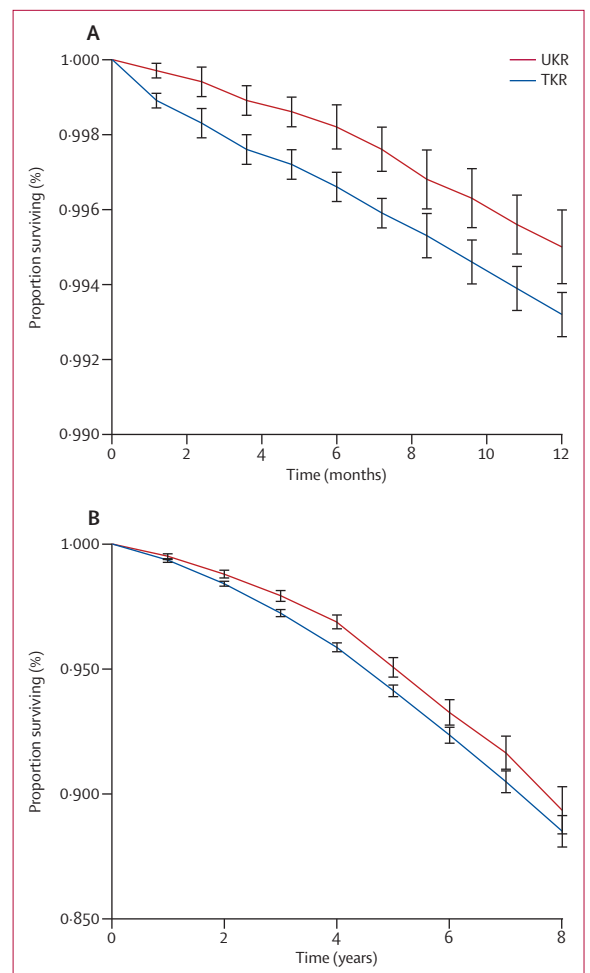 A
1·000
0·998
0·996
0·994
0·992
0·990
Proportion surviving (%)
0
2
4
6
8
10
12
Time (months)
UKR
TKR
B
1·000
0·950
0·900
0·850
Proportion surviving (%)
0
2
4
6
8
Time (years)